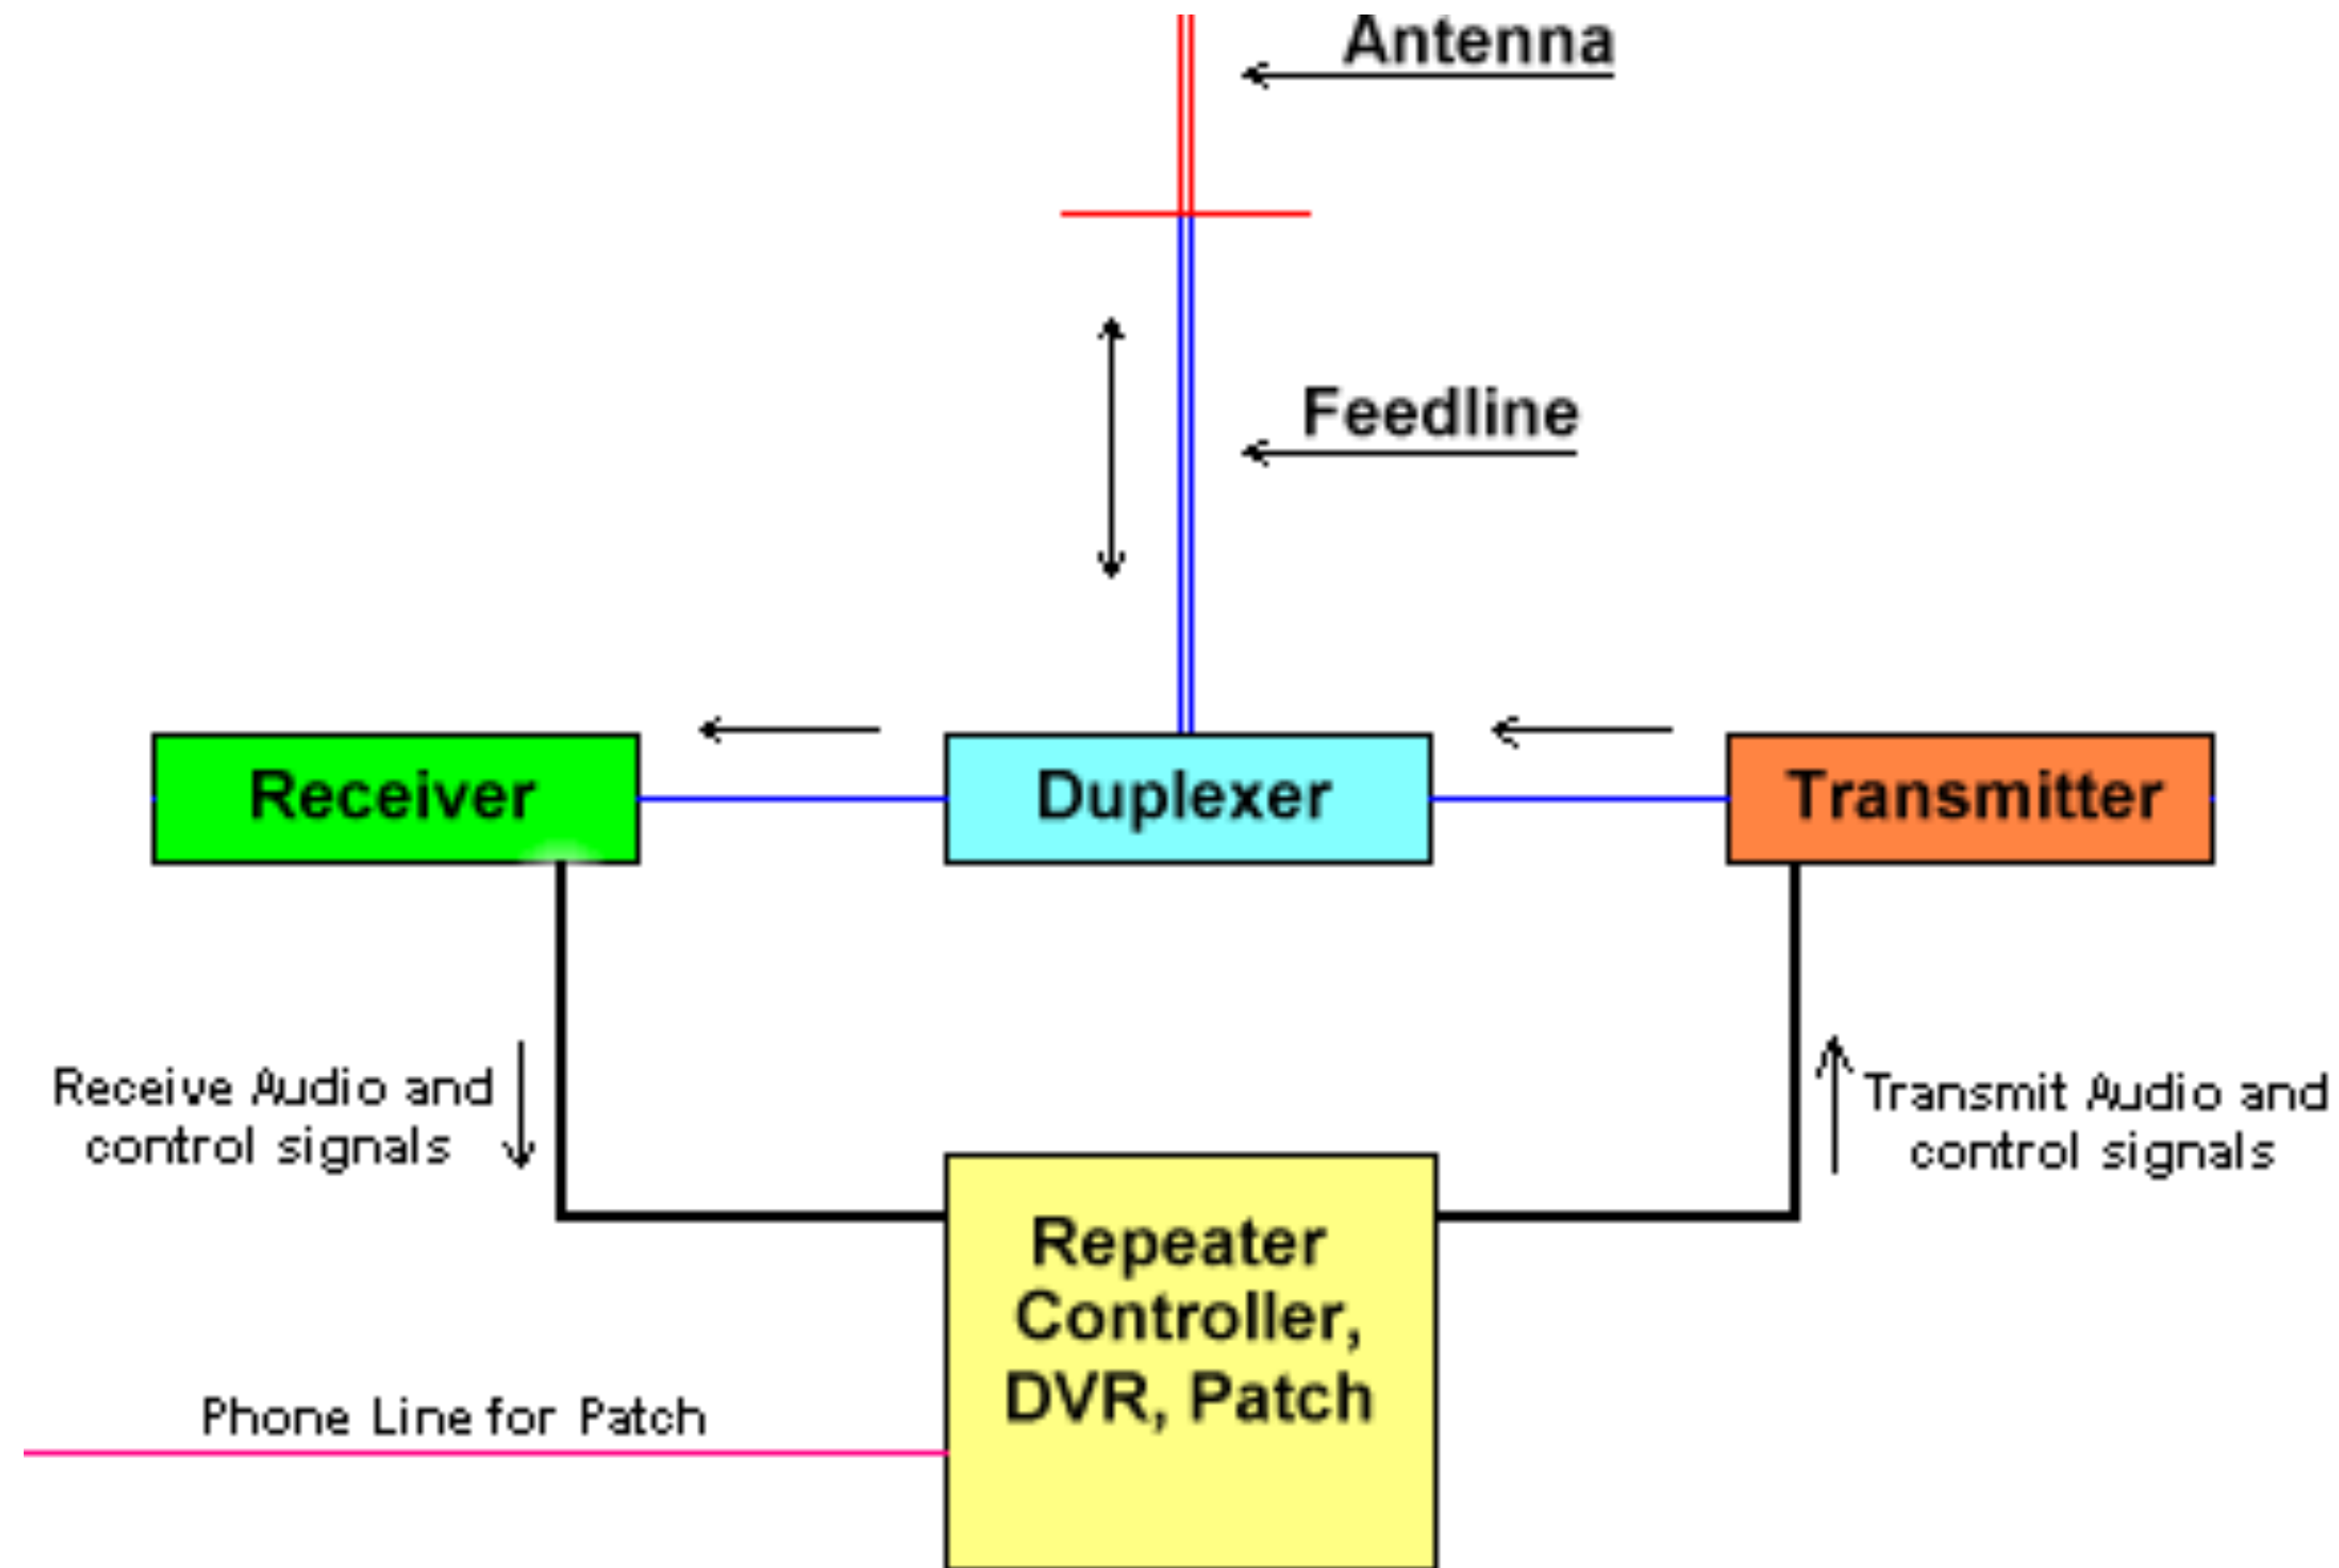 Antenna
Feedline
Receiver
Duplexer
Transmitter
Receive Audio and
control signals
Transmit Audio and
control signals
Repeater
Controller,
DVR, Patch
Phone Line for Patch